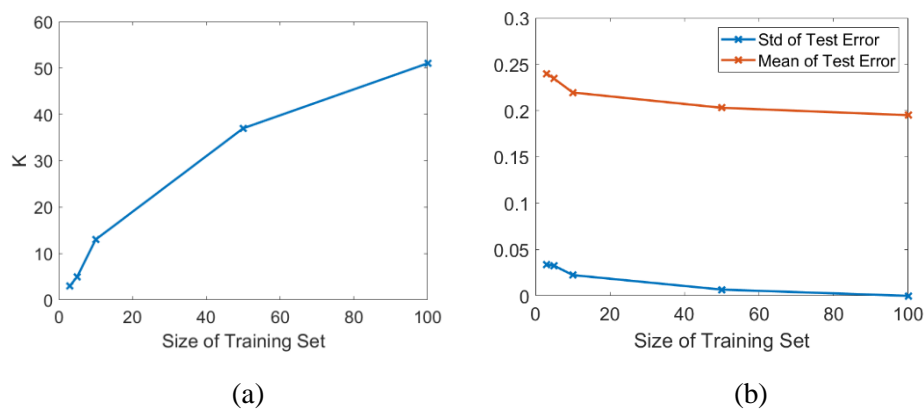 60
50
40
30
20
10
0
K
0 20 40 60 80 100
Size of Training Set
(a)
0.3
0.25
0.2
0.15
0.1
0.05
0
Std of Test Error
Mean of Test Error
0 20 40 60 80 100
Size of Training Set
(b)